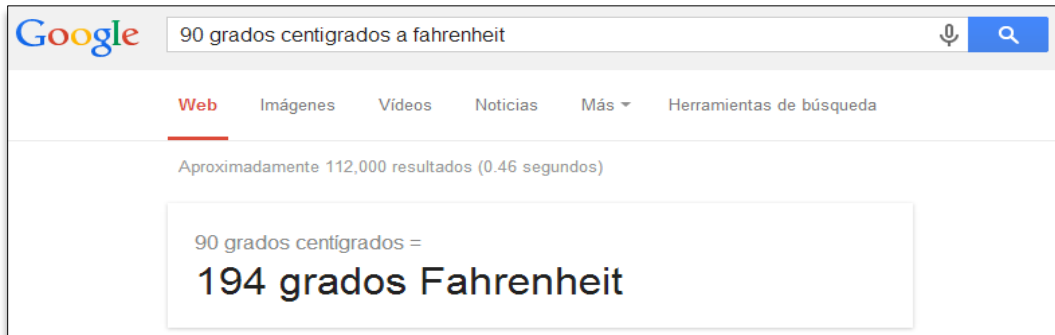 Google 90 grados centigrados a fahrenheit
Web Imágenes Vídeos Noticias Más Herramientas de búsqueda
Aproximadamente 112,000 resultados (0.46 segundos)
90 grados centígrados =
194 grados Fahrenheit